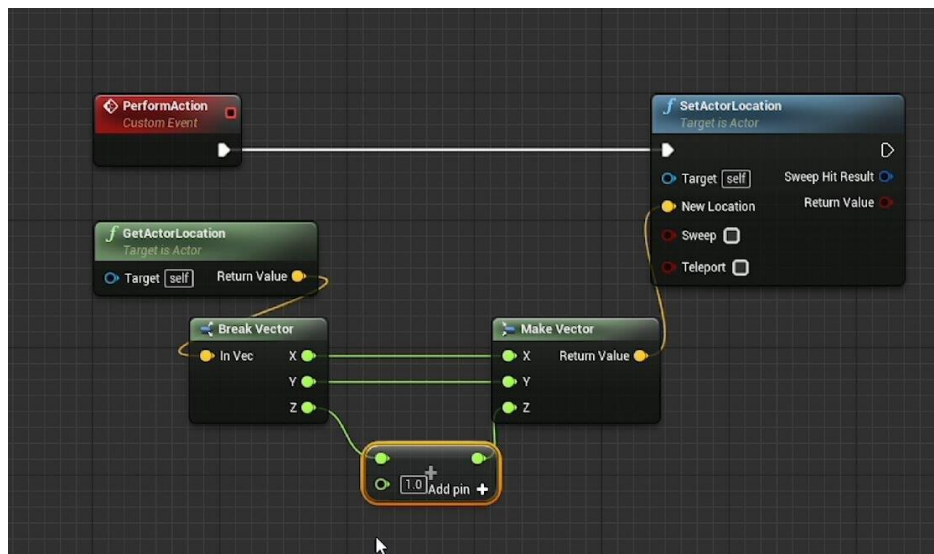 PerformAction
Custom Event
SetActorLocation
Target is Actor
Target self
Sweep Hit Result
New Location
Return Value
Sweep
Teleport
GetActorLocation
Target is Actor
Target self
Return Value
Break Vector
In Vec
X
Y
Z
Make Vector
X
Return Value
Y
Z
1.0
Add pin